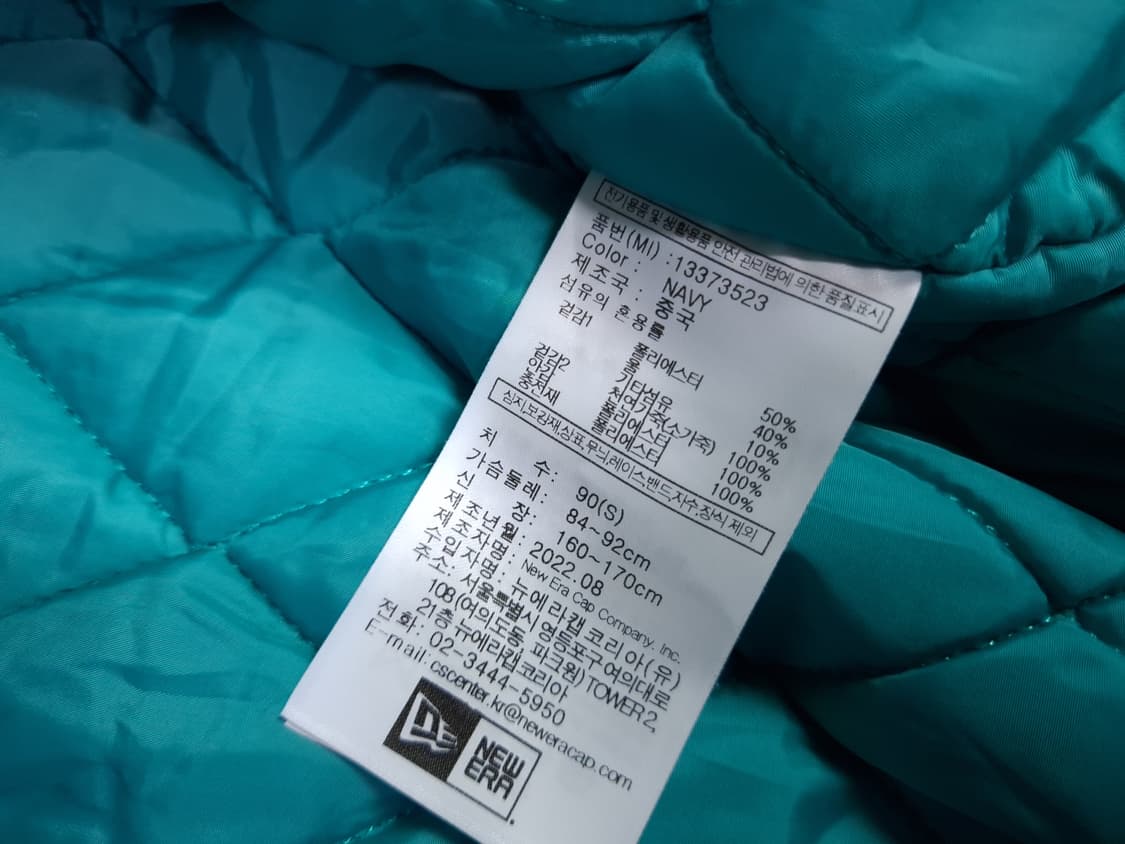 전기용품 및 생활용품 안전 관리법에 의한 품질표시
품번(MI) : 13373523
Color : NAVY
제조국 : 중국
섬유의 혼용률
겉감1 폴리에스터 50%
울 40%
기타섬유 10%
겉감2 천연가죽(소가죽) 100%
안감 폴리에스터 100%
충전재 폴리에스터 100%
심지,보강재,상표,무늬,레이스,밴드,자수,장식 제외
치 수: 90(S)
가슴둘레: 84~92cm
신 장: 160~170cm
제조년월: 2022.08
제조자명: New Era Cap Company, Inc.
수입자명: 뉴에라캡코리아(유)
주소: 서울특별시 영등포구 여의대로
108(여의도동 파크원) TOWER 2,
21층 뉴에라캡코리아
전 화: 02-3444-5950
E-mail: cscenter.kr@neweracap.com
NEW
ERA